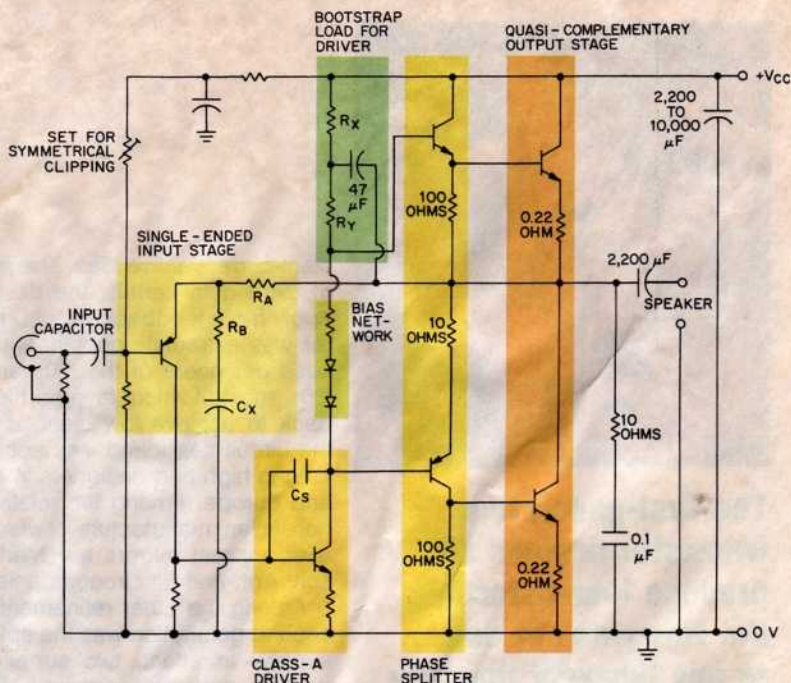 BOOTSTRAP
LOAD FOR
DRIVER
QUASI-COMPLEMENTARY
OUTPUT STAGE
+VCC
2,200
TO
10,000
µF
SET FOR
SYMMETRICAL
CLIPPING
RX
47
µF
RY
100
OHMS
0.22
OHM
SINGLE-ENDED
INPUT STAGE
2,200 µF
SPEAKER
RA
BIAS
NET-
WORK
INPUT
CAPACITOR
RB
10
OHMS
CX
10
OHMS
CS
100
OHMS
0.22
OHM
0.1
µF
0 V
CLASS-A
DRIVER
PHASE
SPLITTER